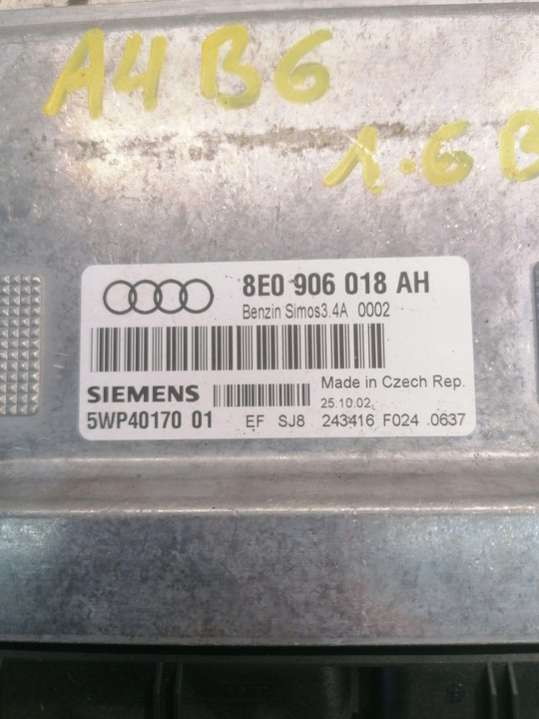 A4 B6
1.6 B
8E0 906 018 AH
Benzin Simos3.4A 0002
SIEMENS
Made in Czech Rep.
25.10.02
5WP40170 01 EF SJ8 243416 F024 0637